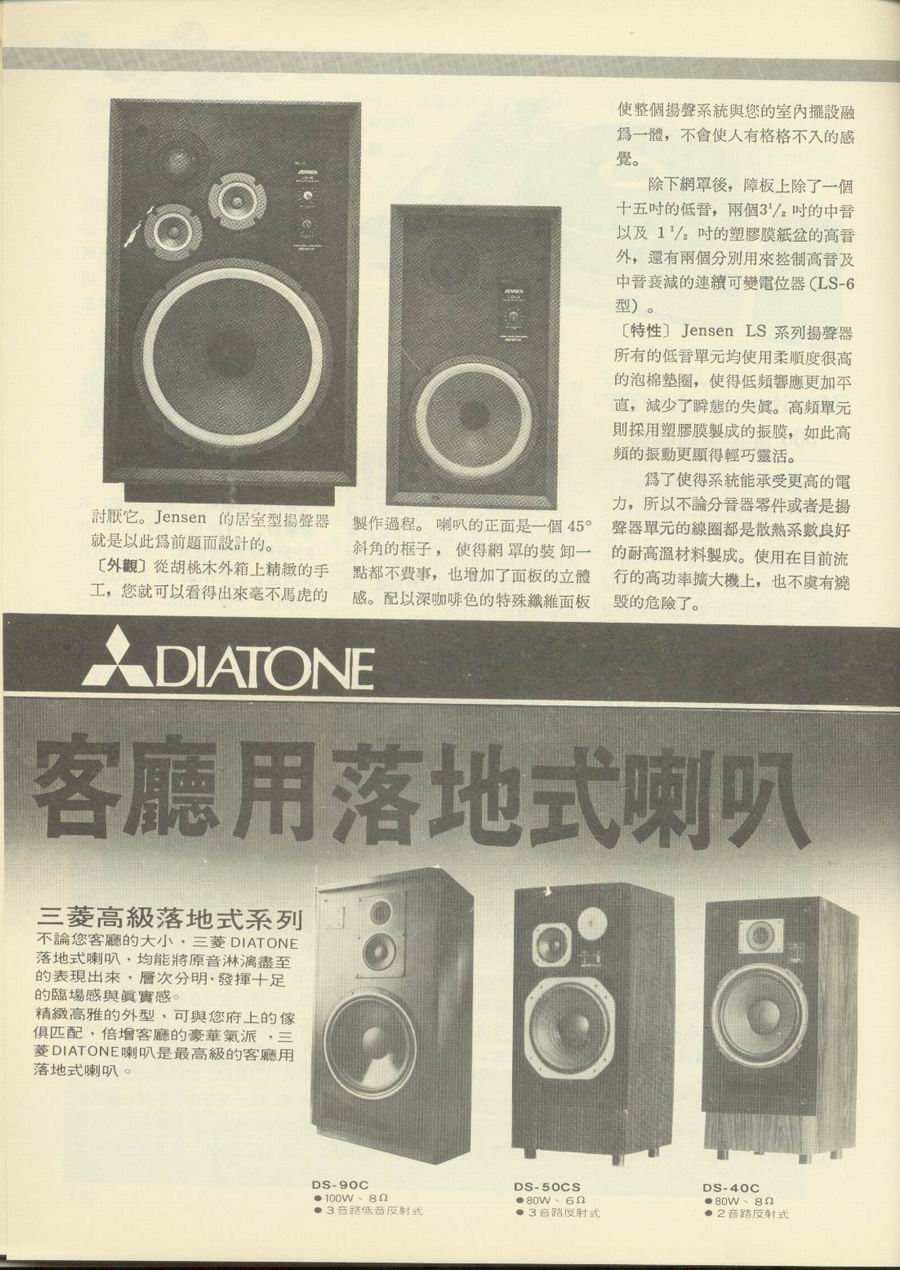 JENSEN
JENSEN
討厭它。Jensen 的居室型揚聲器
就是以此爲前題而設計的。
〔外觀〕從胡桃木外箱上精緻的手
工，您就可以看得出來毫不馬虎的
製作過程。 喇叭的正面是一個 45°
斜角的框子， 使得網罩的裝卸一
點都不費事，也增加了面板的立體
感。配以深咖啡色的特殊纖維面板
使整個揚聲系統與您的室內擺設融
爲一體，不會使人有格格不入的感
覺。
除下網罩後，障板上除了一個
十五吋的低音，兩個3¹/₂ 吋的中音
以及 1¹/₂ 吋的塑膠膜紙盆的高音
外，還有兩個分別用來控制高音及
中音衰減的連續可變電位器 (LS-6
型) 。
〔特性〕Jensen LS 系列揚聲器
所有的低音單元均使用柔順度很高
的泡棉墊圈，使得低頻響應更加平
直，減少了瞬態的失眞。高頻單元
則採用塑膠膜製成的振膜，如此高
頻的振動更顯得輕巧靈活。
爲了使得系統能承受更高的電
力，所以不論分音器零件或者是揚
聲器單元的線圈都是散熱系數良好
的耐高溫材料製成。使用在目前流
行的高功率擴大機上，也不虞有燒
毀的危險了。
DIATONE
客廳用落地式喇叭
三菱高級落地式系列
不論您客廳的大小，三菱 DIATONE
落地式喇叭，均能將原音淋漓盡至
的表現出來，層次分明，發揮十足
的臨場感與眞實感。
精緻高雅的外型，可與您府上的傢
俱匹配，倍增客廳的豪華氣派，三
菱DIATONE喇叭是最高級的客廳用
落地式喇叭。
DS-90C
●100W、8Ω
●3音路低音反射式
DS-50CS
●80W、6Ω
●3音路反射式
DS-40C
●80W、8Ω
●2音路反射式